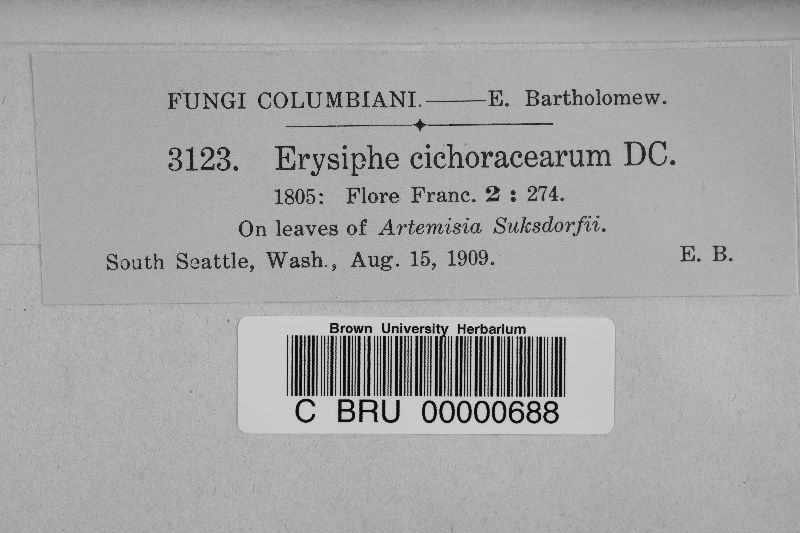 FUNGI COLUMBIANI.——E. Bartholomew.
3123. Erysiphe cichoracearum DC.
1805: Flore Franc. 2 : 274.
On leaves of Artemisia Suksdorfii.
South Seattle, Wash., Aug. 15, 1909. E. B.
Brown University Herbarium
C BRU 00000688